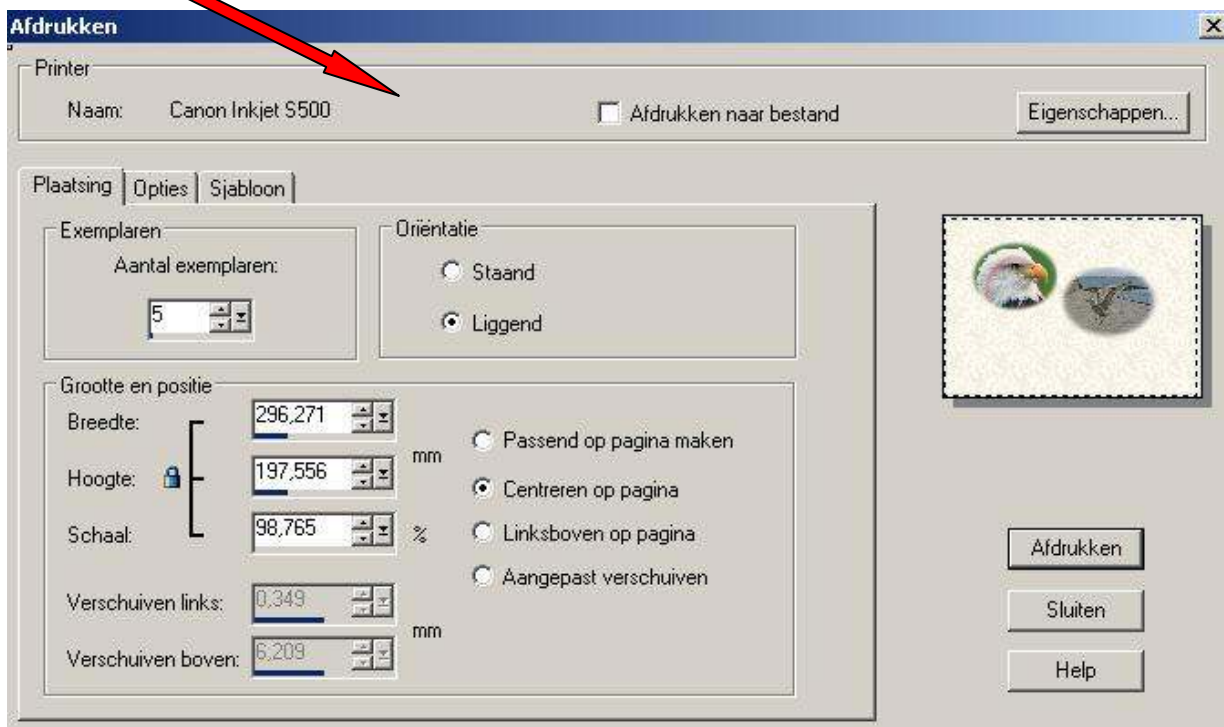 Afdrukken
Printer
Naam: Canon Inkjet S500 Afdrukken naar bestand Eigenschappen...
Plaatsing Opties Sjabloon
Exemplaren
Aantal exemplaren:
5
Oriëntatie
Staand
Liggend
Grootte en positie
Breedte: 296,271
Hoogte: 197,556 mm
Schaal: 98,765 %
Verschuiven links: 0,349
Verschuiven boven: 6,209 mm
Passend op pagina maken
Centreren op pagina
Linksboven op pagina
Aangepast verschuiven
Afdrukken
Sluiten
Help